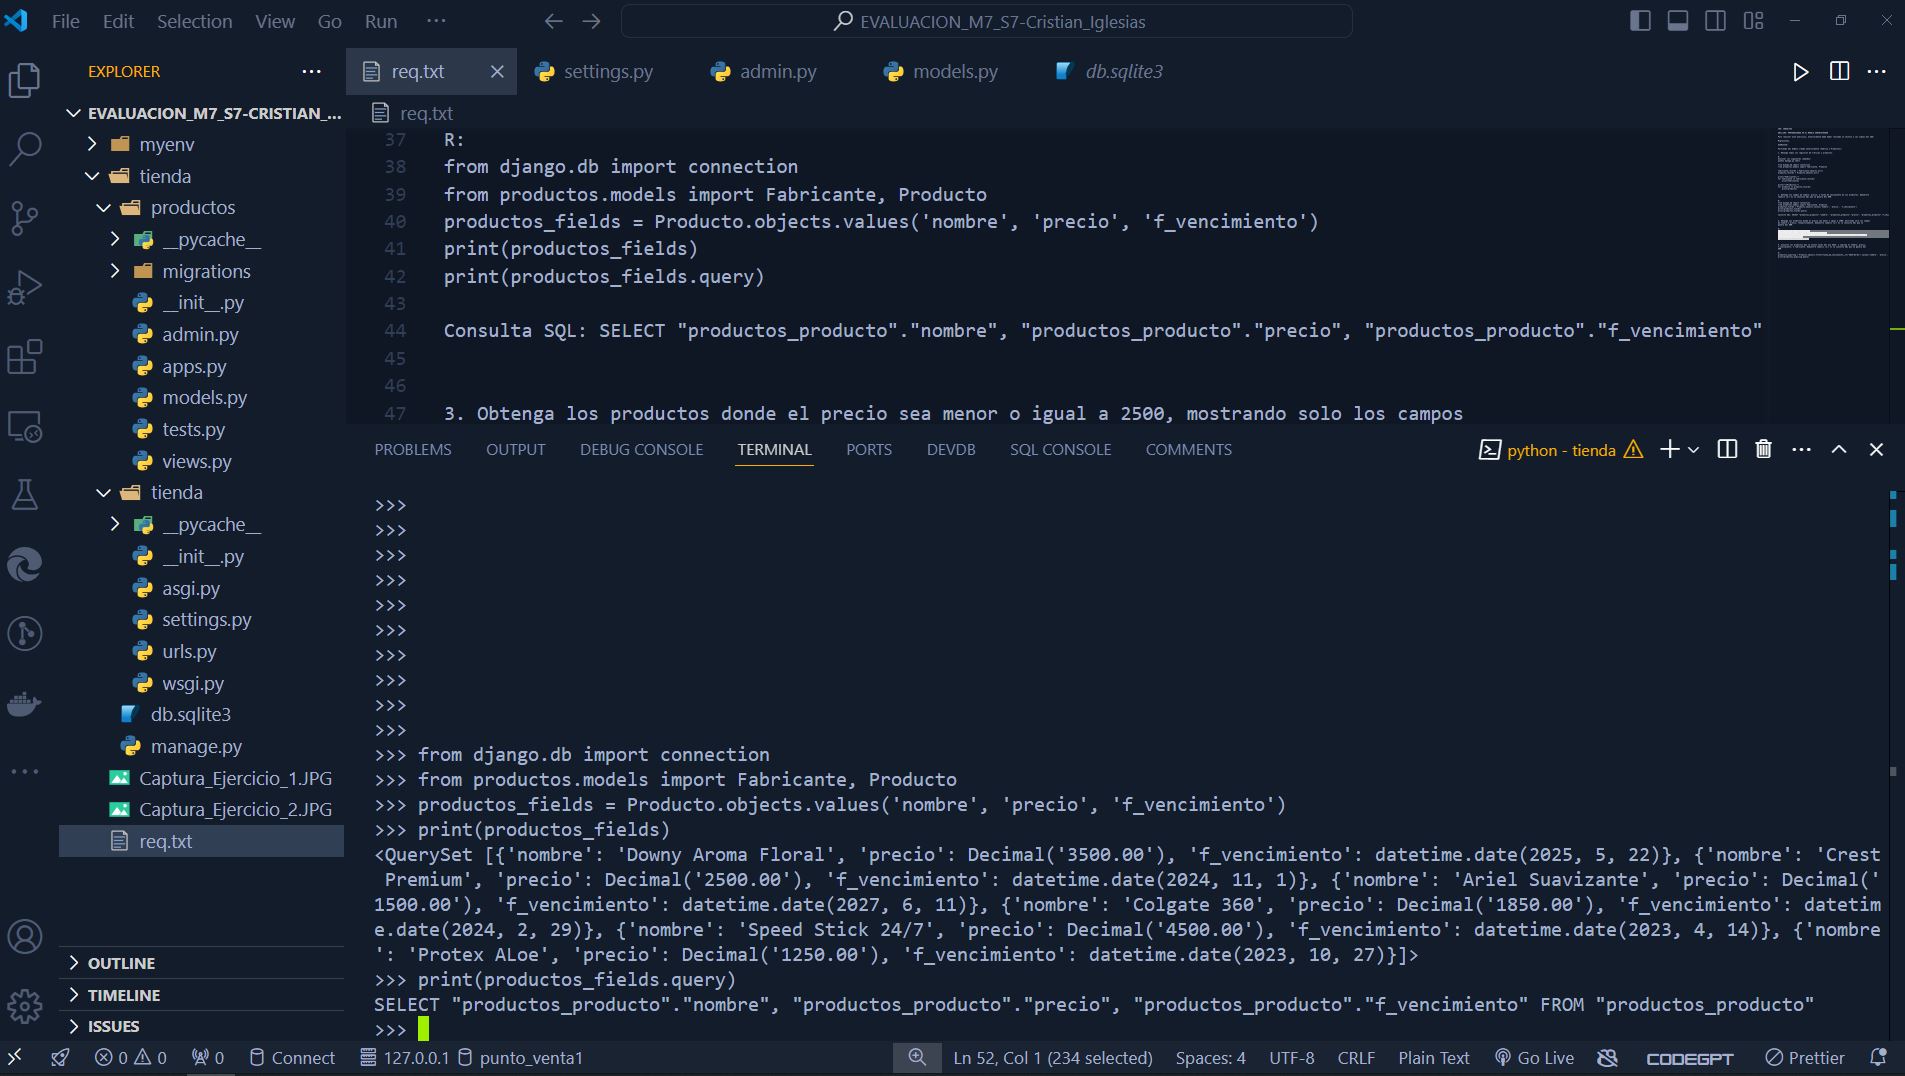 File Edit Selection View Go Run ···
EVALUACION_M7_S7-Cristian_Iglesias
EXPLORER ···
EVALUACION_M7_S7-CRISTIAN_...
myenv
tienda
productos
__pycache__
migrations
__init__.py
admin.py
apps.py
models.py
tests.py
views.py
tienda
__pycache__
__init__.py
asgi.py
settings.py
urls.py
wsgi.py
db.sqlite3
manage.py
Captura_Ejercicio_1.JPG
Captura_Ejercicio_2.JPG
req.txt
OUTLINE
TIMELINE
ISSUES
req.txt settings.py admin.py models.py db.sqlite3
req.txt
37 R:
38 from django.db import connection
39 from productos.models import Fabricante, Producto
40 productos_fields = Producto.objects.values('nombre', 'precio', 'f_vencimiento')
41 print(productos_fields)
42 print(productos_fields.query)
43
44 Consulta SQL: SELECT "productos_producto"."nombre", "productos_producto"."precio", "productos_producto"."f_vencimiento"
45
46
47 3. Obtenga los productos donde el precio sea menor o igual a 2500, mostrando solo los campos
PROBLEMS OUTPUT DEBUG CONSOLE TERMINAL PORTS DEVDB SQL CONSOLE COMMENTS python - tienda
>>>
>>>
>>>
>>>
>>>
>>>
>>>
>>>
>>>
>>>
>>> from django.db import connection
>>> from productos.models import Fabricante, Producto
>>> productos_fields = Producto.objects.values('nombre', 'precio', 'f_vencimiento')
>>> print(productos_fields)
<QuerySet [{'nombre': 'Downy Aroma Floral', 'precio': Decimal('3500.00'), 'f_vencimiento': datetime.date(2025, 5, 22)}, {'nombre': 'Crest
Premium', 'precio': Decimal('2500.00'), 'f_vencimiento': datetime.date(2024, 11, 1)}, {'nombre': 'Ariel Suavizante', 'precio': Decimal('
1500.00'), 'f_vencimiento': datetime.date(2027, 6, 11)}, {'nombre': 'Colgate 360', 'precio': Decimal('1850.00'), 'f_vencimiento': datetim
e.date(2024, 2, 29)}, {'nombre': 'Speed Stick 24/7', 'precio': Decimal('4500.00'), 'f_vencimiento': datetime.date(2023, 4, 14)}, {'nombre
': 'Protex ALoe', 'precio': Decimal('1250.00'), 'f_vencimiento': datetime.date(2023, 10, 27)}]>
>>> print(productos_fields.query)
SELECT "productos_producto"."nombre", "productos_producto"."precio", "productos_producto"."f_vencimiento" FROM "productos_producto"
>>>
0 0 0 Connect 127.0.0.1 punto_venta1 Ln 52, Col 1 (234 selected) Spaces: 4 UTF-8 CRLF Plain Text Go Live CODEGPT Prettier